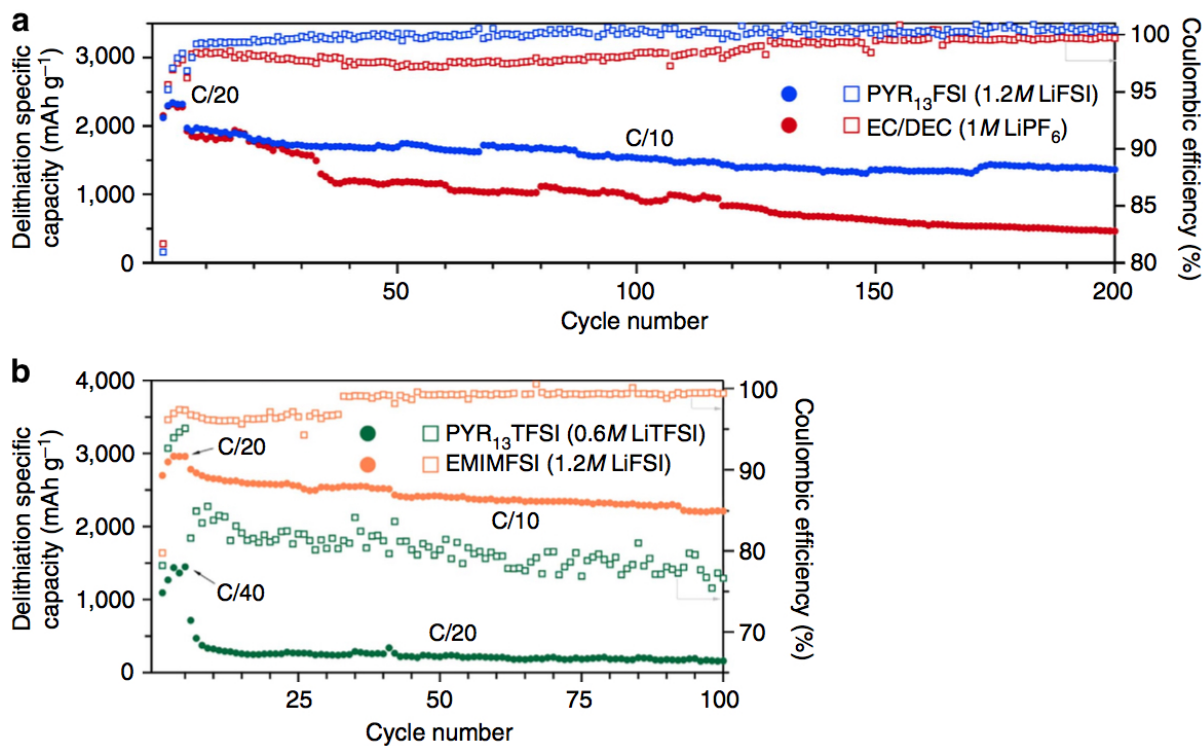 a
3,000
2,000
1,000
0
Delithiation specific
capacity (mAh g⁻¹)
C/20
C/10
PYR₁₃FSI (1.2M LiFSI)
EC/DEC (1M LiPF₆)
100
95
90
85
80
Coulombic
efficiency (%)
50
100
150
200
Cycle number
b
4,000
3,000
2,000
1,000
0
Delithiation specific
capacity (mAh g⁻¹)
C/20
PYR₁₃TFSI (0.6M LiTFSI)
EMIMFSI (1.2M LiFSI)
C/10
C/40
C/20
100
90
80
70
Coulombic efficiency (%)
25
50
75
100
Cycle number